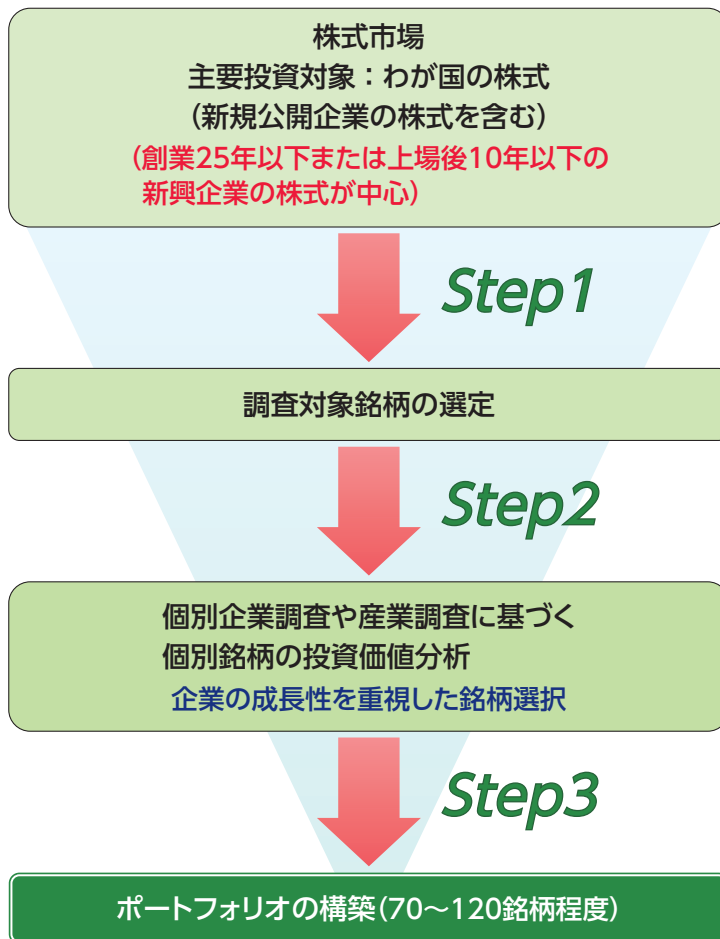 株式市場
主要投資対象：わが国の株式
（新規公開企業の株式を含む）
（創業25年以下または上場後10年以下の
新興企業の株式が中心）
Step1
調査対象銘柄の選定
Step2
個別企業調査や産業調査に基づく
個別銘柄の投資価値分析
企業の成長性を重視した銘柄選択
Step3
ポートフォリオの構築（70～120銘柄程度）